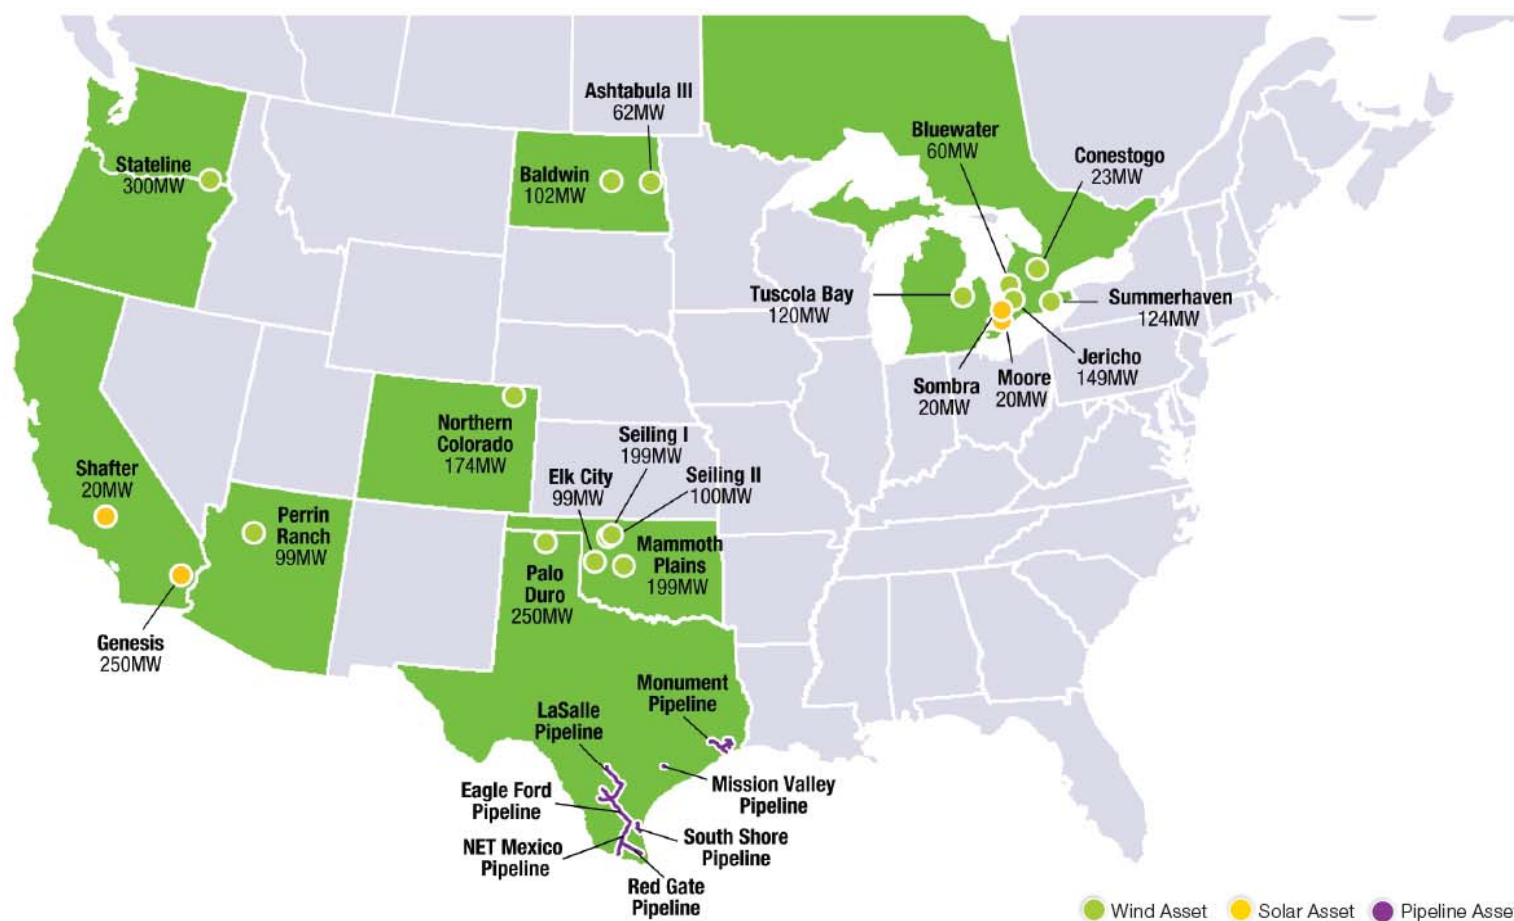 Ashtabula III
62MW
Bluewater
60MW
Conestogo
23MW
Stateline
300MW
Baldwin
102MW
Tuscola Bay
120MW
Summerhaven
124MW
Jericho
149MW
Sombra
20MW
Moore
20MW
Northern
Colorado
174MW
Seiling I
199MW
Elk City
99MW
Seiling II
100MW
Shafter
20MW
Perrin
Ranch
99MW
Mammoth
Plains
199MW
Palo
Duro
250MW
Genesis
250MW
Monument
Pipeline
LaSalle
Pipeline
Mission Valley
Pipeline
Eagle Ford
Pipeline
South Shore
Pipeline
NET Mexico
Pipeline
Red Gate
Pipeline
Wind Asset
Solar Asset
Pipeline Asset